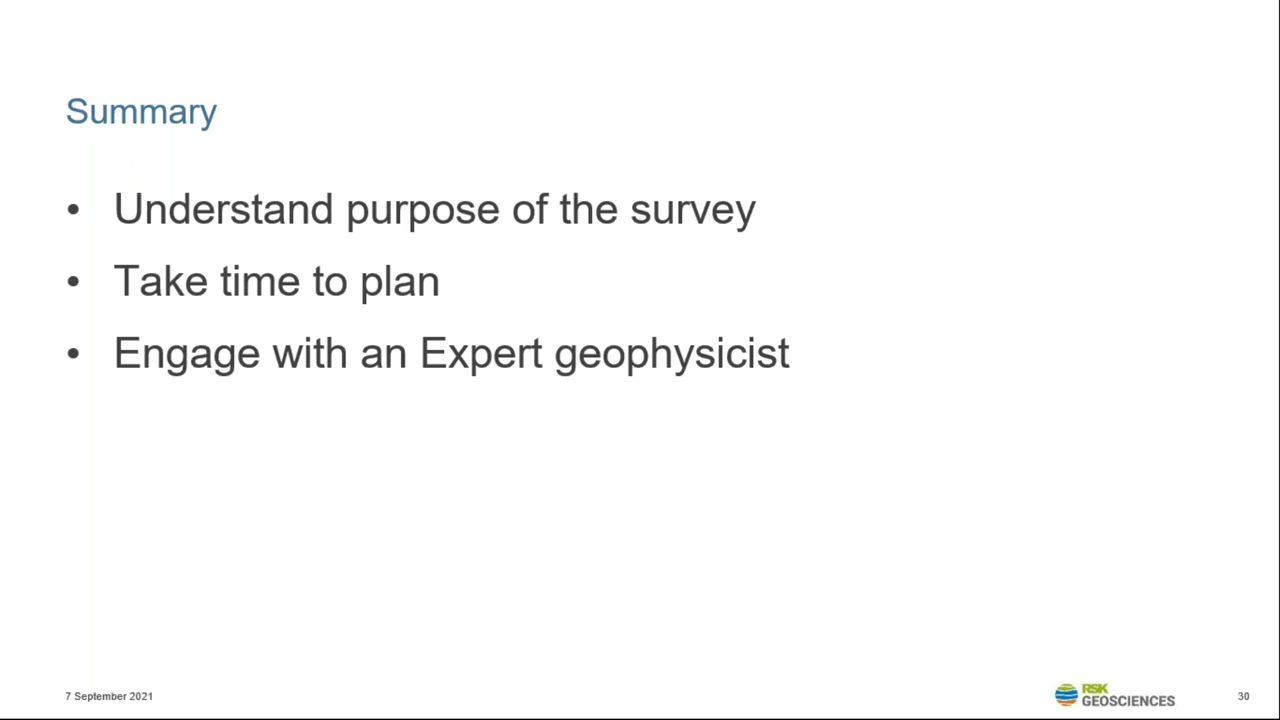 Summary
• Understand purpose of the survey
• Take time to plan
• Engage with an Expert geophysicist
7 September 2021
RSK
GEOSCIENCES
30